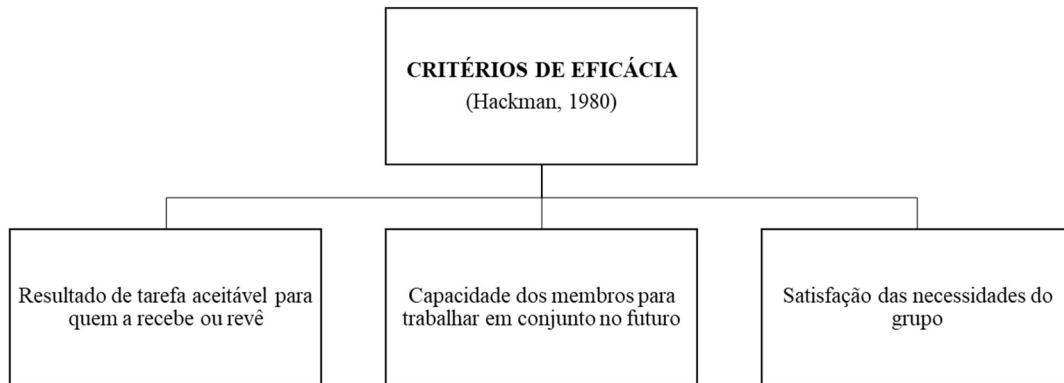 CRITÉRIOS DE EFICÁCIA
(Hackman, 1980)
Resultado de tarefa aceitável para
quem a recebe ou revê
Capacidade dos membros para
trabalhar em conjunto no futuro
Satisfação das necessidades do
grupo